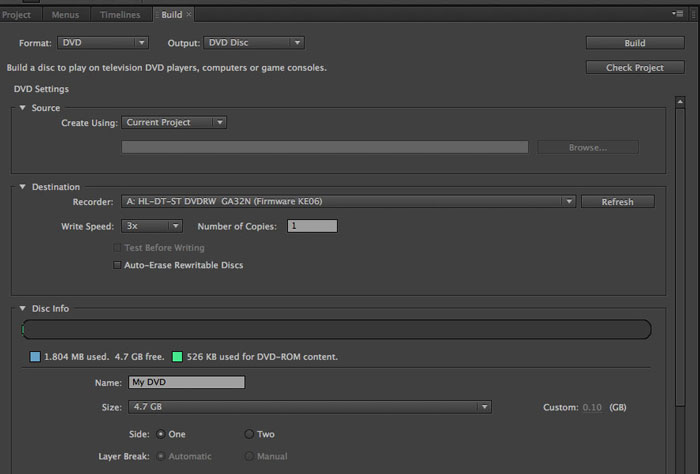 Project Menus Timelines Build ×
Format: DVD Output: DVD Disc Build
Build a disc to play on television DVD players, computers or game consoles. Check Project
DVD Settings
Source
Create Using: Current Project
Browse...
Destination
Recorder: A: HL-DT-ST DVDRW GA32N (Firmware KE06) Refresh
Write Speed: 3x Number of Copies: 1
Test Before Writing
Auto-Erase Rewritable Discs
Disc Info
1.804 MB used. 4.7 GB free. 526 KB used for DVD-ROM content.
Name: My DVD
Size: 4.7 GB Custom: 0.10 (GB)
Side: One Two
Layer Break: Automatic Manual